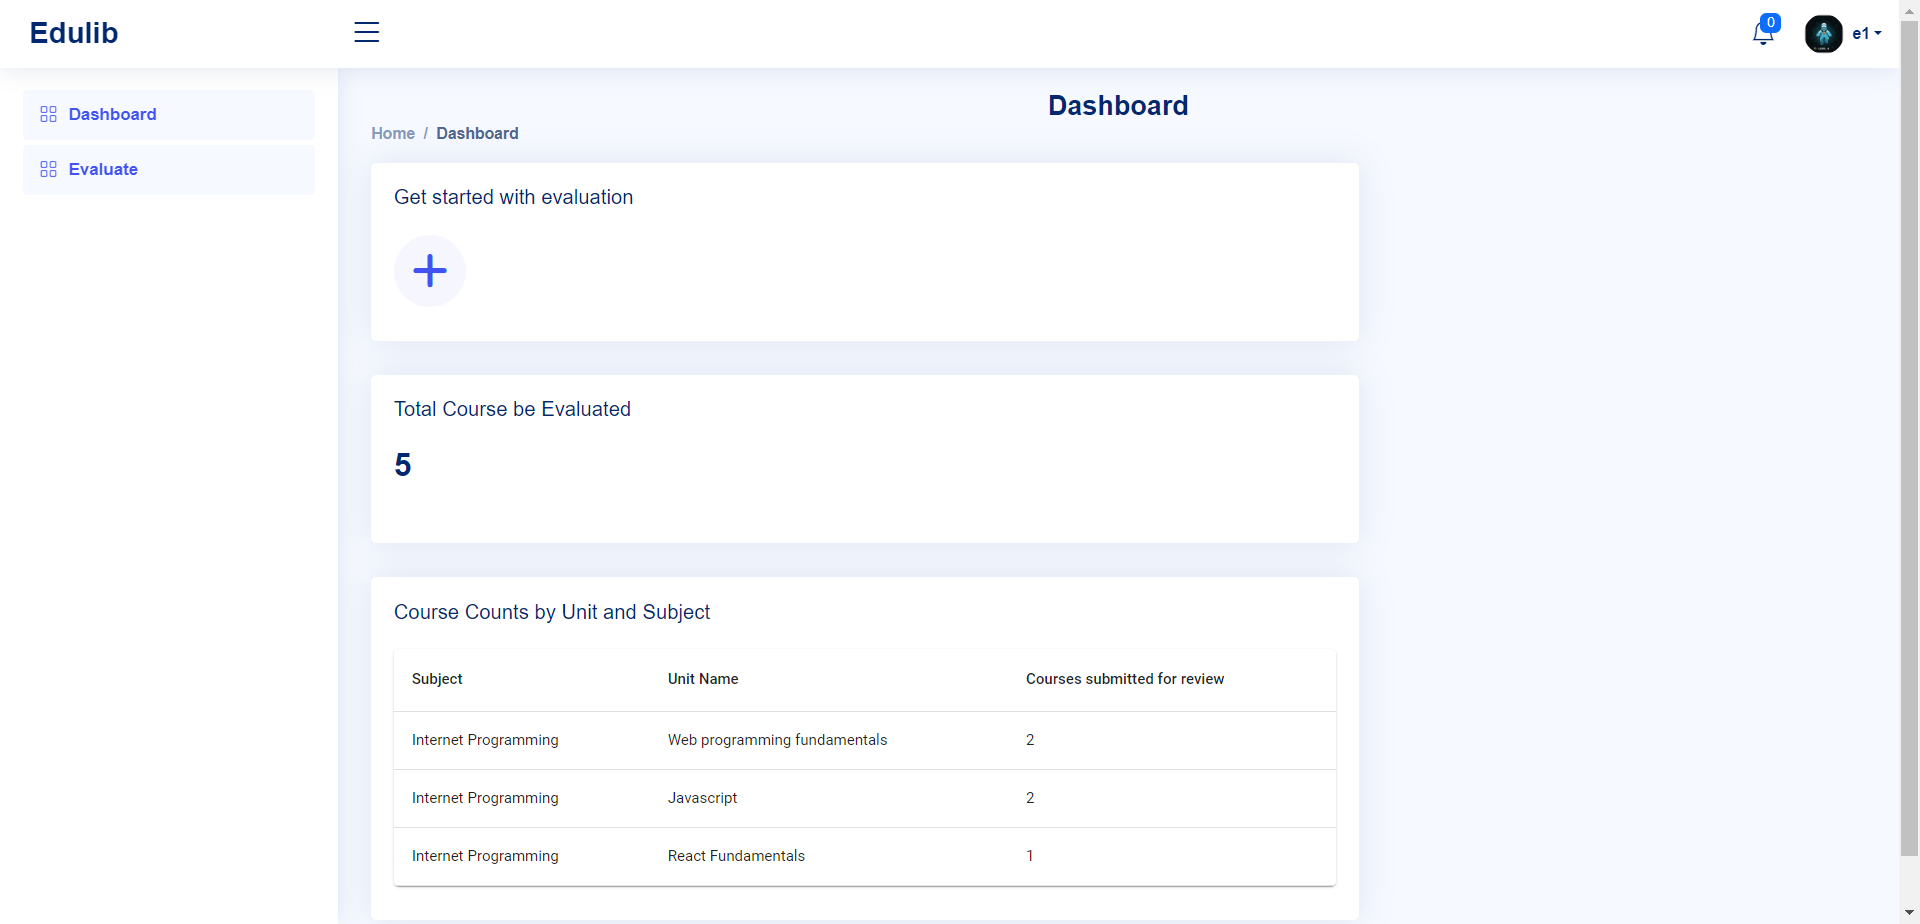 Edulib
0
e1
Dashboard
Evaluate
Dashboard
Home / Dashboard
Get started with evaluation
Total Course be Evaluated
5
Course Counts by Unit and Subject
Subject Unit Name Courses submitted for review
Internet Programming Web programming fundamentals 2
Internet Programming Javascript 2
Internet Programming React Fundamentals 1